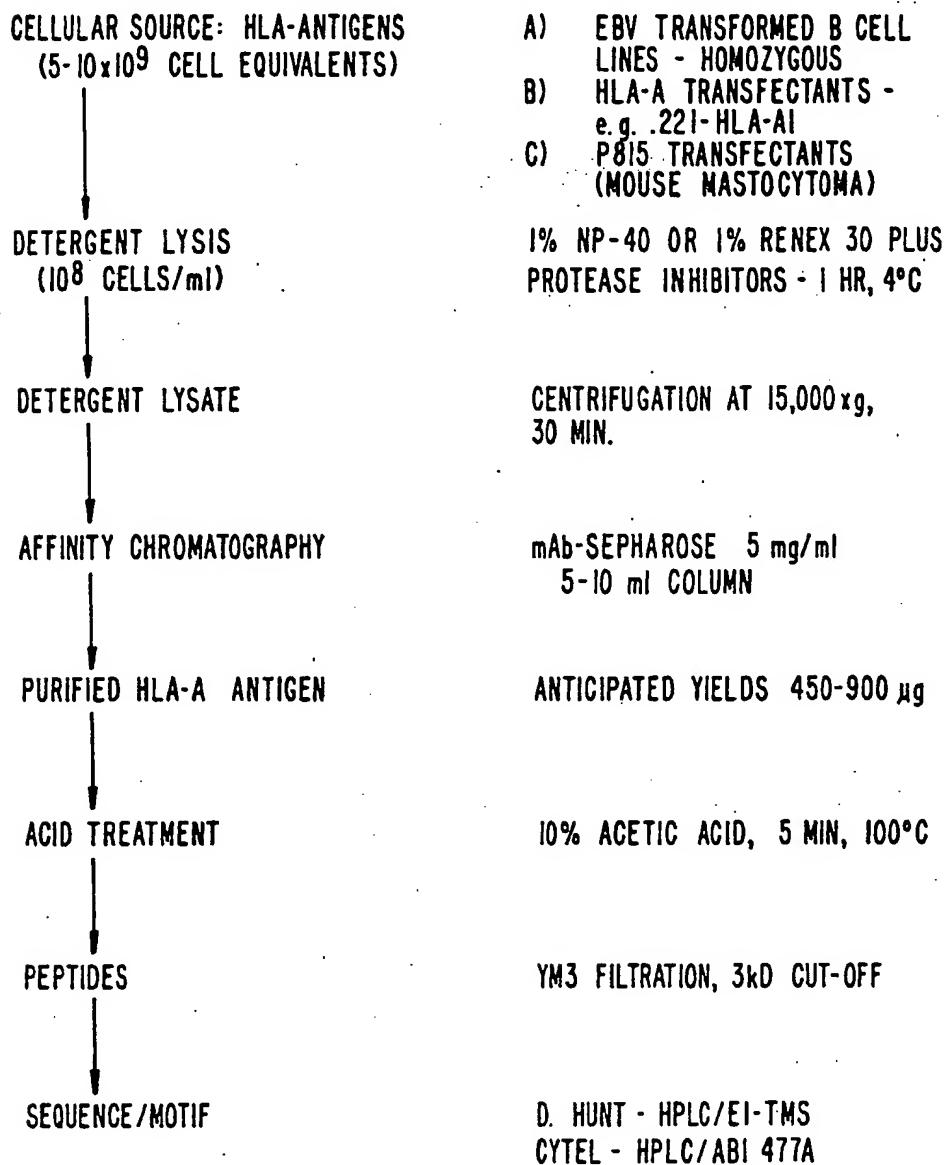 CELLULAR SOURCE: HLA-ANTIGENS
(5-10x10⁹ CELL EQUIVALENTS)
A) EBV TRANSFORMED B CELL
LINES - HOMOZYGOUS
B) HLA-A TRANSFECTANTS -
e.g. .221-HLA-A1
C) P815 TRANSFECTANTS
(MOUSE MASTOCYTOMA)
DETERGENT LYSIS
(10⁸ CELLS/ml)
1% NP-40 OR 1% RENEX 30 PLUS
PROTEASE INHIBITORS - 1 HR, 4°C
DETERGENT LYSATE
CENTRIFUGATION AT 15,000xg,
30 MIN.
AFFINITY CHROMATOGRAPHY
mAb-SEPHAROSE 5 mg/ml
5-10 ml COLUMN
PURIFIED HLA-A ANTIGEN
ANTICIPATED YIELDS 450-900 µg
ACID TREATMENT
10% ACETIC ACID, 5 MIN, 100°C
PEPTIDES
YM3 FILTRATION, 3kD CUT-OFF
SEQUENCE/MOTIF
D. HUNT - HPLC/EI-TMS
CYTEL - HPLC/ABI 477A